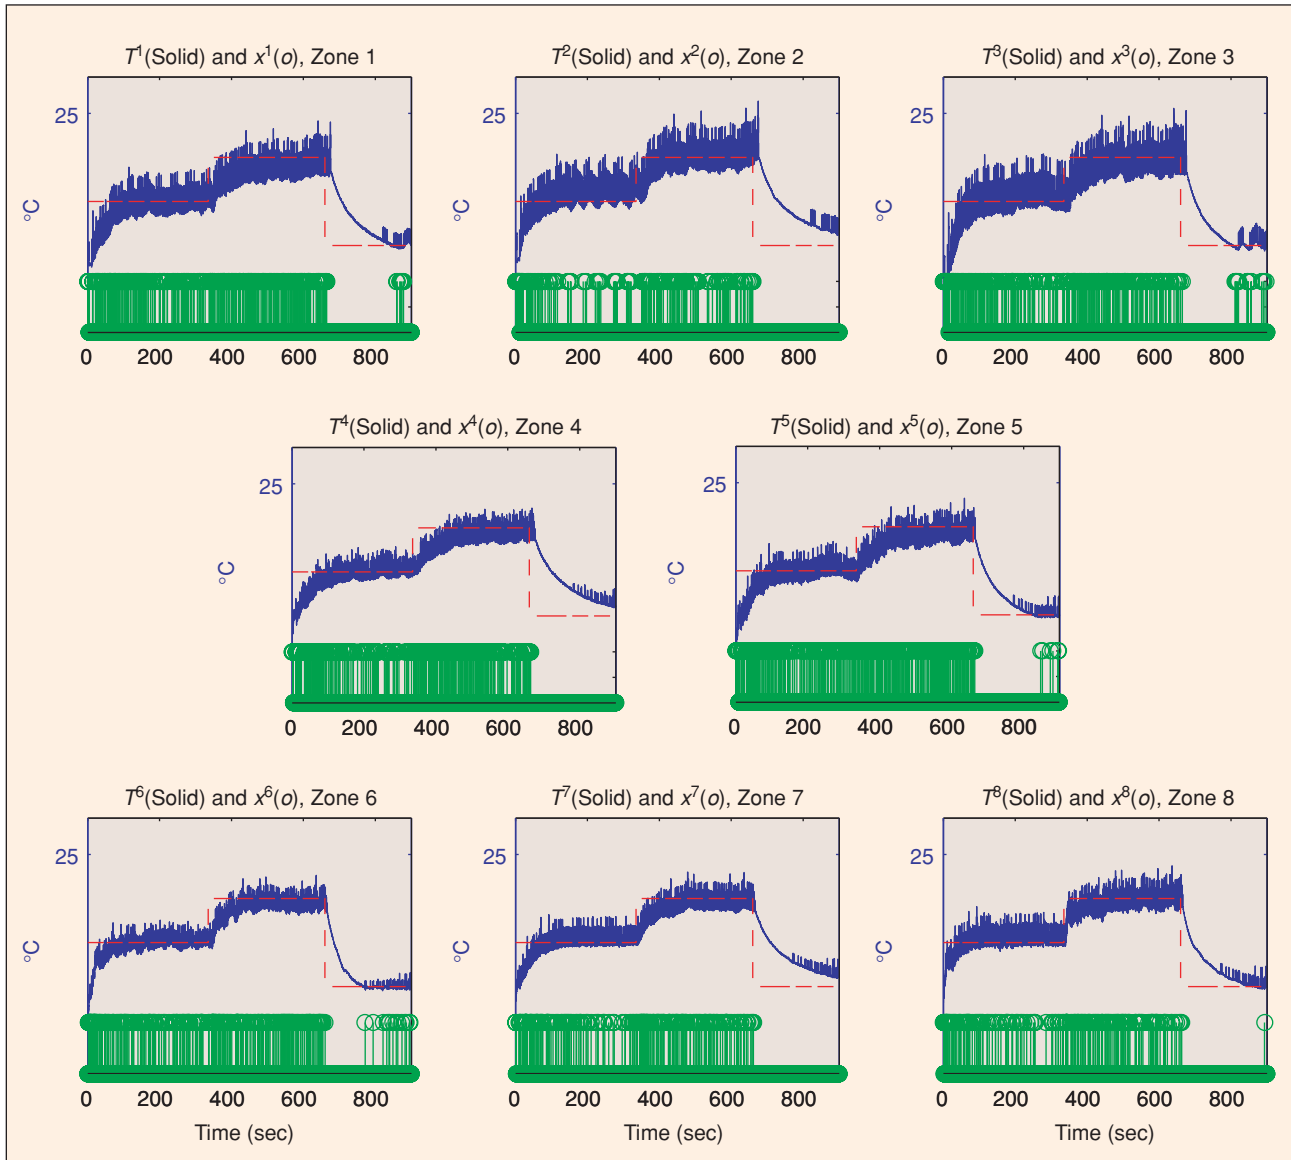 T¹(Solid) and x¹(o), Zone 1
T²(Solid) and x²(o), Zone 2
T³(Solid) and x³(o), Zone 3
25
25
25
°C
°C
°C
0 200 400 600 800
0 200 400 600 800
0 200 400 600 800
T⁴(Solid) and x⁴(o), Zone 4
T⁵(Solid) and x⁵(o), Zone 5
25
25
°C
°C
0 200 400 600 800
0 200 400 600 800
T⁶(Solid) and x⁶(o), Zone 6
T⁷(Solid) and x⁷(o), Zone 7
T⁸(Solid) and x⁸(o), Zone 8
25
25
25
°C
°C
°C
0 200 400 600 800
0 200 400 600 800
0 200 400 600 800
Time (sec)
Time (sec)
Time (sec)